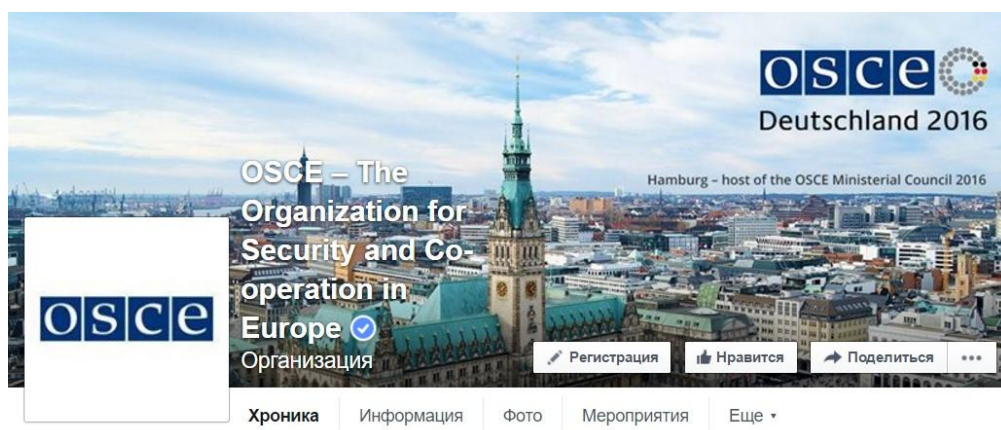 osce
Deutschland 2016
Hamburg – host of the OSCE Ministerial Council 2016
OSCE – The
Organization for
Security and Co-
operation in
Europe
Организация
osce
Регистрация
Нравится
Поделиться
Хроника
Информация
Фото
Мероприятия
Еще